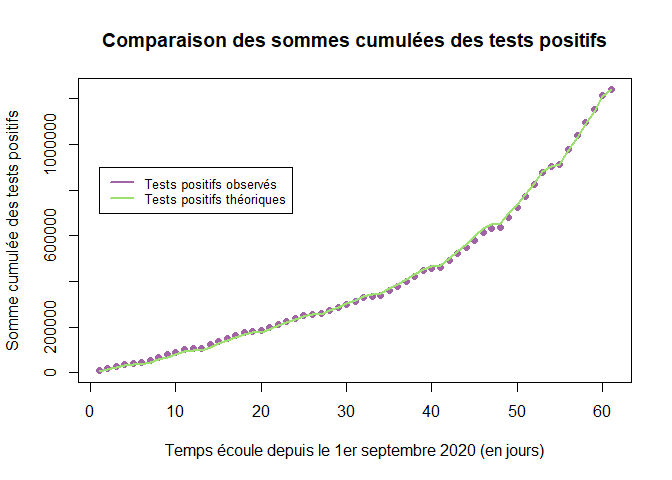 Comparaison des sommes cumulées des tests positifs
Somme cumulée des tests positifs
1000000
600000
200000
0
Tests positifs observés
Tests positifs théoriques
0 10 20 30 40 50 60
Temps écoule depuis le 1er septembre 2020 (en jours)